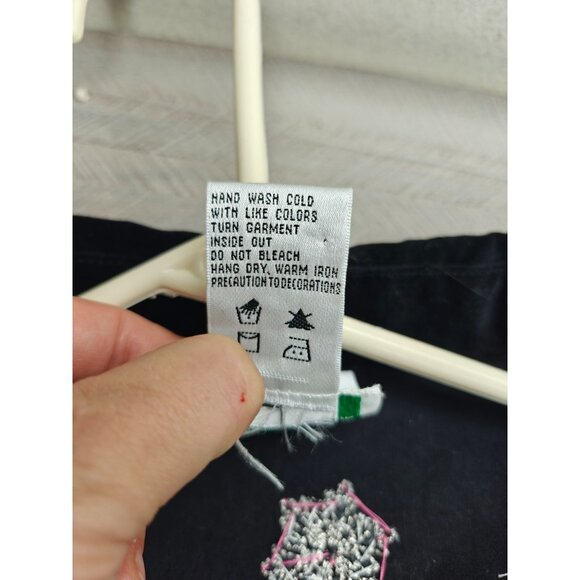 HAND WASH COLD
WITH LIKE COLORS
TURN GARMENT
INSIDE OUT
DO NOT BLEACH
HANG DRY, WARM IRON
PRECAUTION TO DECORATIONS